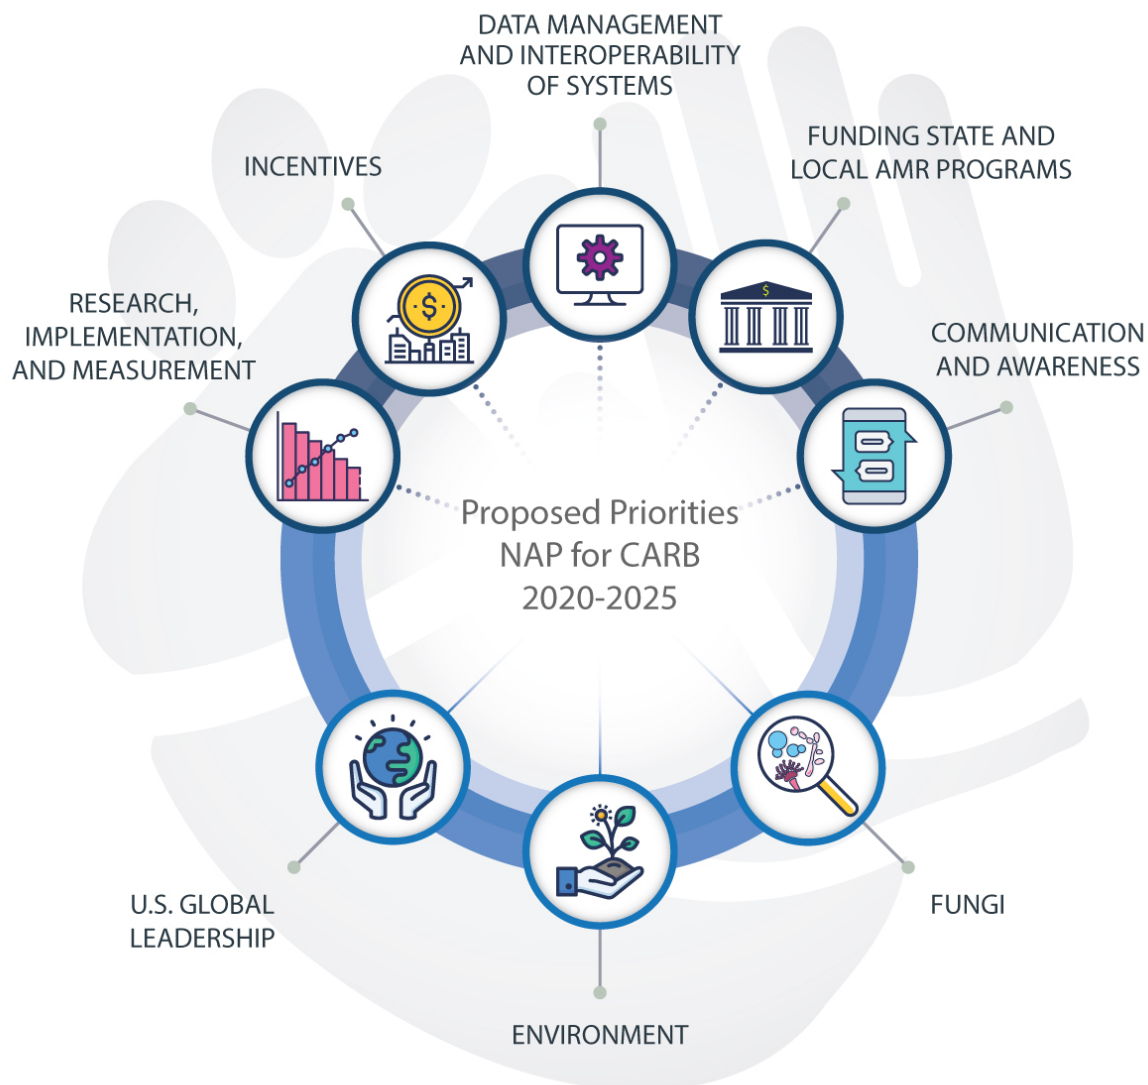 DATA MANAGEMENT
AND INTEROPERABILITY
OF SYSTEMS
FUNDING STATE AND
LOCAL AMR PROGRAMS
INCENTIVES
RESEARCH,
IMPLEMENTATION,
AND MEASUREMENT
COMMUNICATION
AND AWARENESS
$
$
Proposed Priorities
NAP for CARB
2020-2025
U.S. GLOBAL
LEADERSHIP
FUNGI
ENVIRONMENT